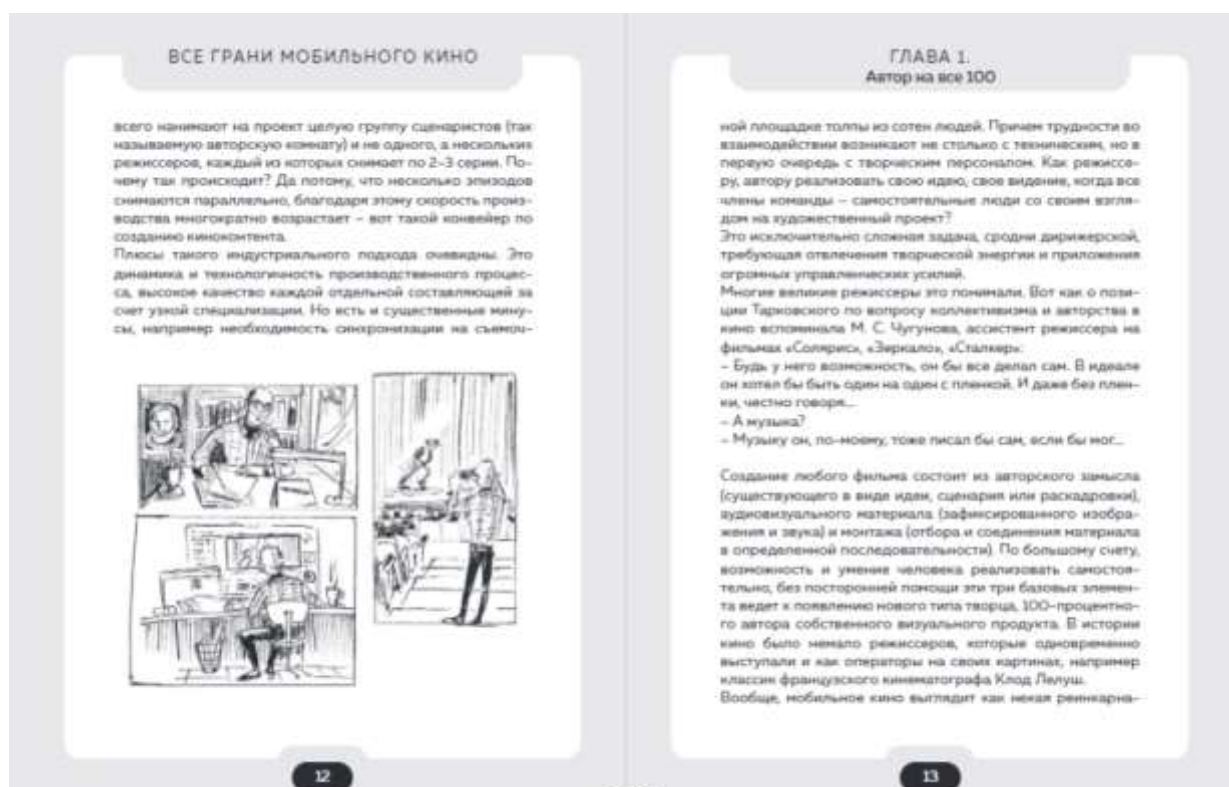 ВСЕ ГРАНИ МОБИЛЬНОГО КИНО
всего нанимают на проект целую группу сценаристов (так
называемую авторскую комнату) и не одного, а нескольких
режиссеров, каждый из которых снимает по 2–3 серии. По-
чему так происходит? Да потому, что несколько эпизодов
снимаются параллельно, благодаря этому скорость произ-
водства многократно возрастает – вот такой конвейер по
созданию киноконтента.
Плюсы такого индустриального подхода очевидны. Это
динамика и технологичность производственного процес-
са, высокое качество каждой отдельной составляющей за
счет узкой специализации. Но есть и существенные мину-
сы, например необходимость синхронизации на съемоч-
12
ГЛАВА 1.
Автор на все 100
ной площадке толпы из сотен людей. Причем трудности во
взаимодействии возникают не столько с техническим, но в
первую очередь с творческим персоналом. Как режиссе-
ру, автору реализовать свою идею, свое видение, когда все
члены команды – самостоятельные люди со своим взгля-
дом на художественный проект?
Это исключительно сложная задача, сродни дирижерской,
требующая отвлечения творческой энергии и приложения
огромных управленческих усилий.
Многие великие режиссеры это понимали. Вот как о пози-
ции Тарковского по вопросу коллективизма и авторства в
кино вспоминала М. С. Чугунова, ассистент режиссера на
фильмах «Солярис», «Зеркало», «Сталкер»:
– Будь у него возможность, он бы все делал сам. В идеале
он хотел бы быть один на один с пленкой. И даже без плен-
ки, честно говоря...
– А музыка?
– Музыку он, по-моему, тоже писал бы сам, если бы мог...
Создание любого фильма состоит из авторского замысла
(существующего в виде идеи, сценария или раскадровки),
аудиовизуального материала (зафиксированного изобра-
жения и звука) и монтажа (отбора и соединения материала
в определенной последовательности). По большому счету,
возможность и умение человека реализовать самостоя-
тельно, без посторонней помощи эти три базовых элемен-
та ведет к появлению нового типа творца, 100-процентно-
го автора собственного визуального продукта. В истории
кино было немало режиссеров, которые одновременно
выступали и как операторы на своих картинах, например
классик французского кинематографа Клод Лелуш.
Вообще, мобильное кино выглядит как некая реинкарна-
13